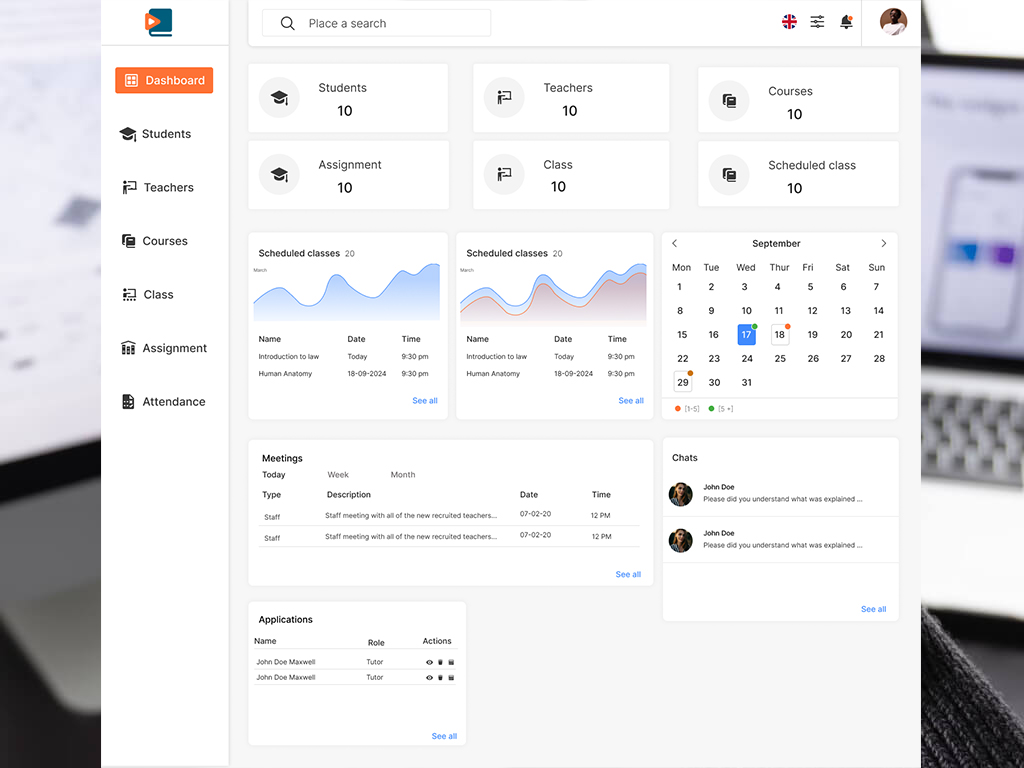 Place a search
Dashboard
Students
Teachers
Courses
Class
Assignment
Attendance
Students
10
Teachers
10
Courses
10
Assignment
10
Class
10
Scheduled class
10
Scheduled classes 20
March
Name Date Time
Introduction to law Today 9:30 pm
Human Anatomy 18-09-2024 9:30 pm
See all
Scheduled classes 20
March
Name Date Time
Introduction to law Today 9:30 pm
Human Anatomy 18-09-2024 9:30 pm
See all
September
Mon Tue Wed Thur Fri Sat Sun
1 2 3 4 5 6 7
8 9 10 11 12 13 14
15 16 17 18 19 20 21
22 23 24 25 26 27 28
29 30 31
[1-5] [5 +]
Meetings
Today Week Month
Type Description Date Time
Staff Staff meeting with all of the new recruited teachers... 07-02-20 12 PM
Staff Staff meeting with all of the new recruited teachers... 07-02-20 12 PM
See all
Chats
John Doe
Please did you understand what was explained ...
John Doe
Please did you understand what was explained ...
See all
Applications
Name Role Actions
John Doe Maxwell Tutor
John Doe Maxwell Tutor
See all